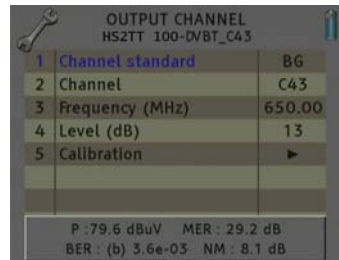 OUTPUT CHANNEL
HS2TT 100-DVBT_C43
1 Channel standard BG
2 Channel C43
3 Frequency (MHz) 650.00
4 Level (dB) 13
5 Calibration ►
P :79.6 dBuV MER : 29.2 dB
BER : (b) 3.6e-03 NM : 8.1 dB